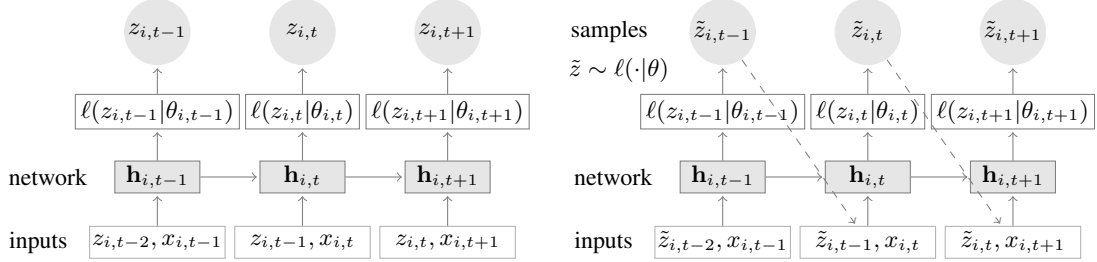 z_{i,t−1} z_{i,t} z_{i,t+1}
ℓ(z_{i,t−1}|θ_{i,t−1}) ℓ(z_{i,t}|θ_{i,t}) ℓ(z_{i,t+1}|θ_{i,t+1})
network h_{i,t−1} h_{i,t} h_{i,t+1}
inputs z_{i,t−2}, x_{i,t−1} z_{i,t−1}, x_{i,t} z_{i,t}, x_{i,t+1}
samples z̃_{i,t−1} z̃_{i,t} z̃_{i,t+1}
z̃ ∼ ℓ(·|θ)
ℓ(z_{i,t−1}|θ_{i,t−1}) ℓ(z_{i,t}|θ_{i,t}) ℓ(z_{i,t+1}|θ_{i,t+1})
network h_{i,t−1} h_{i,t} h_{i,t+1}
inputs z̃_{i,t−2}, x_{i,t−1} z̃_{i,t−1}, x_{i,t} z̃_{i,t}, x_{i,t+1}